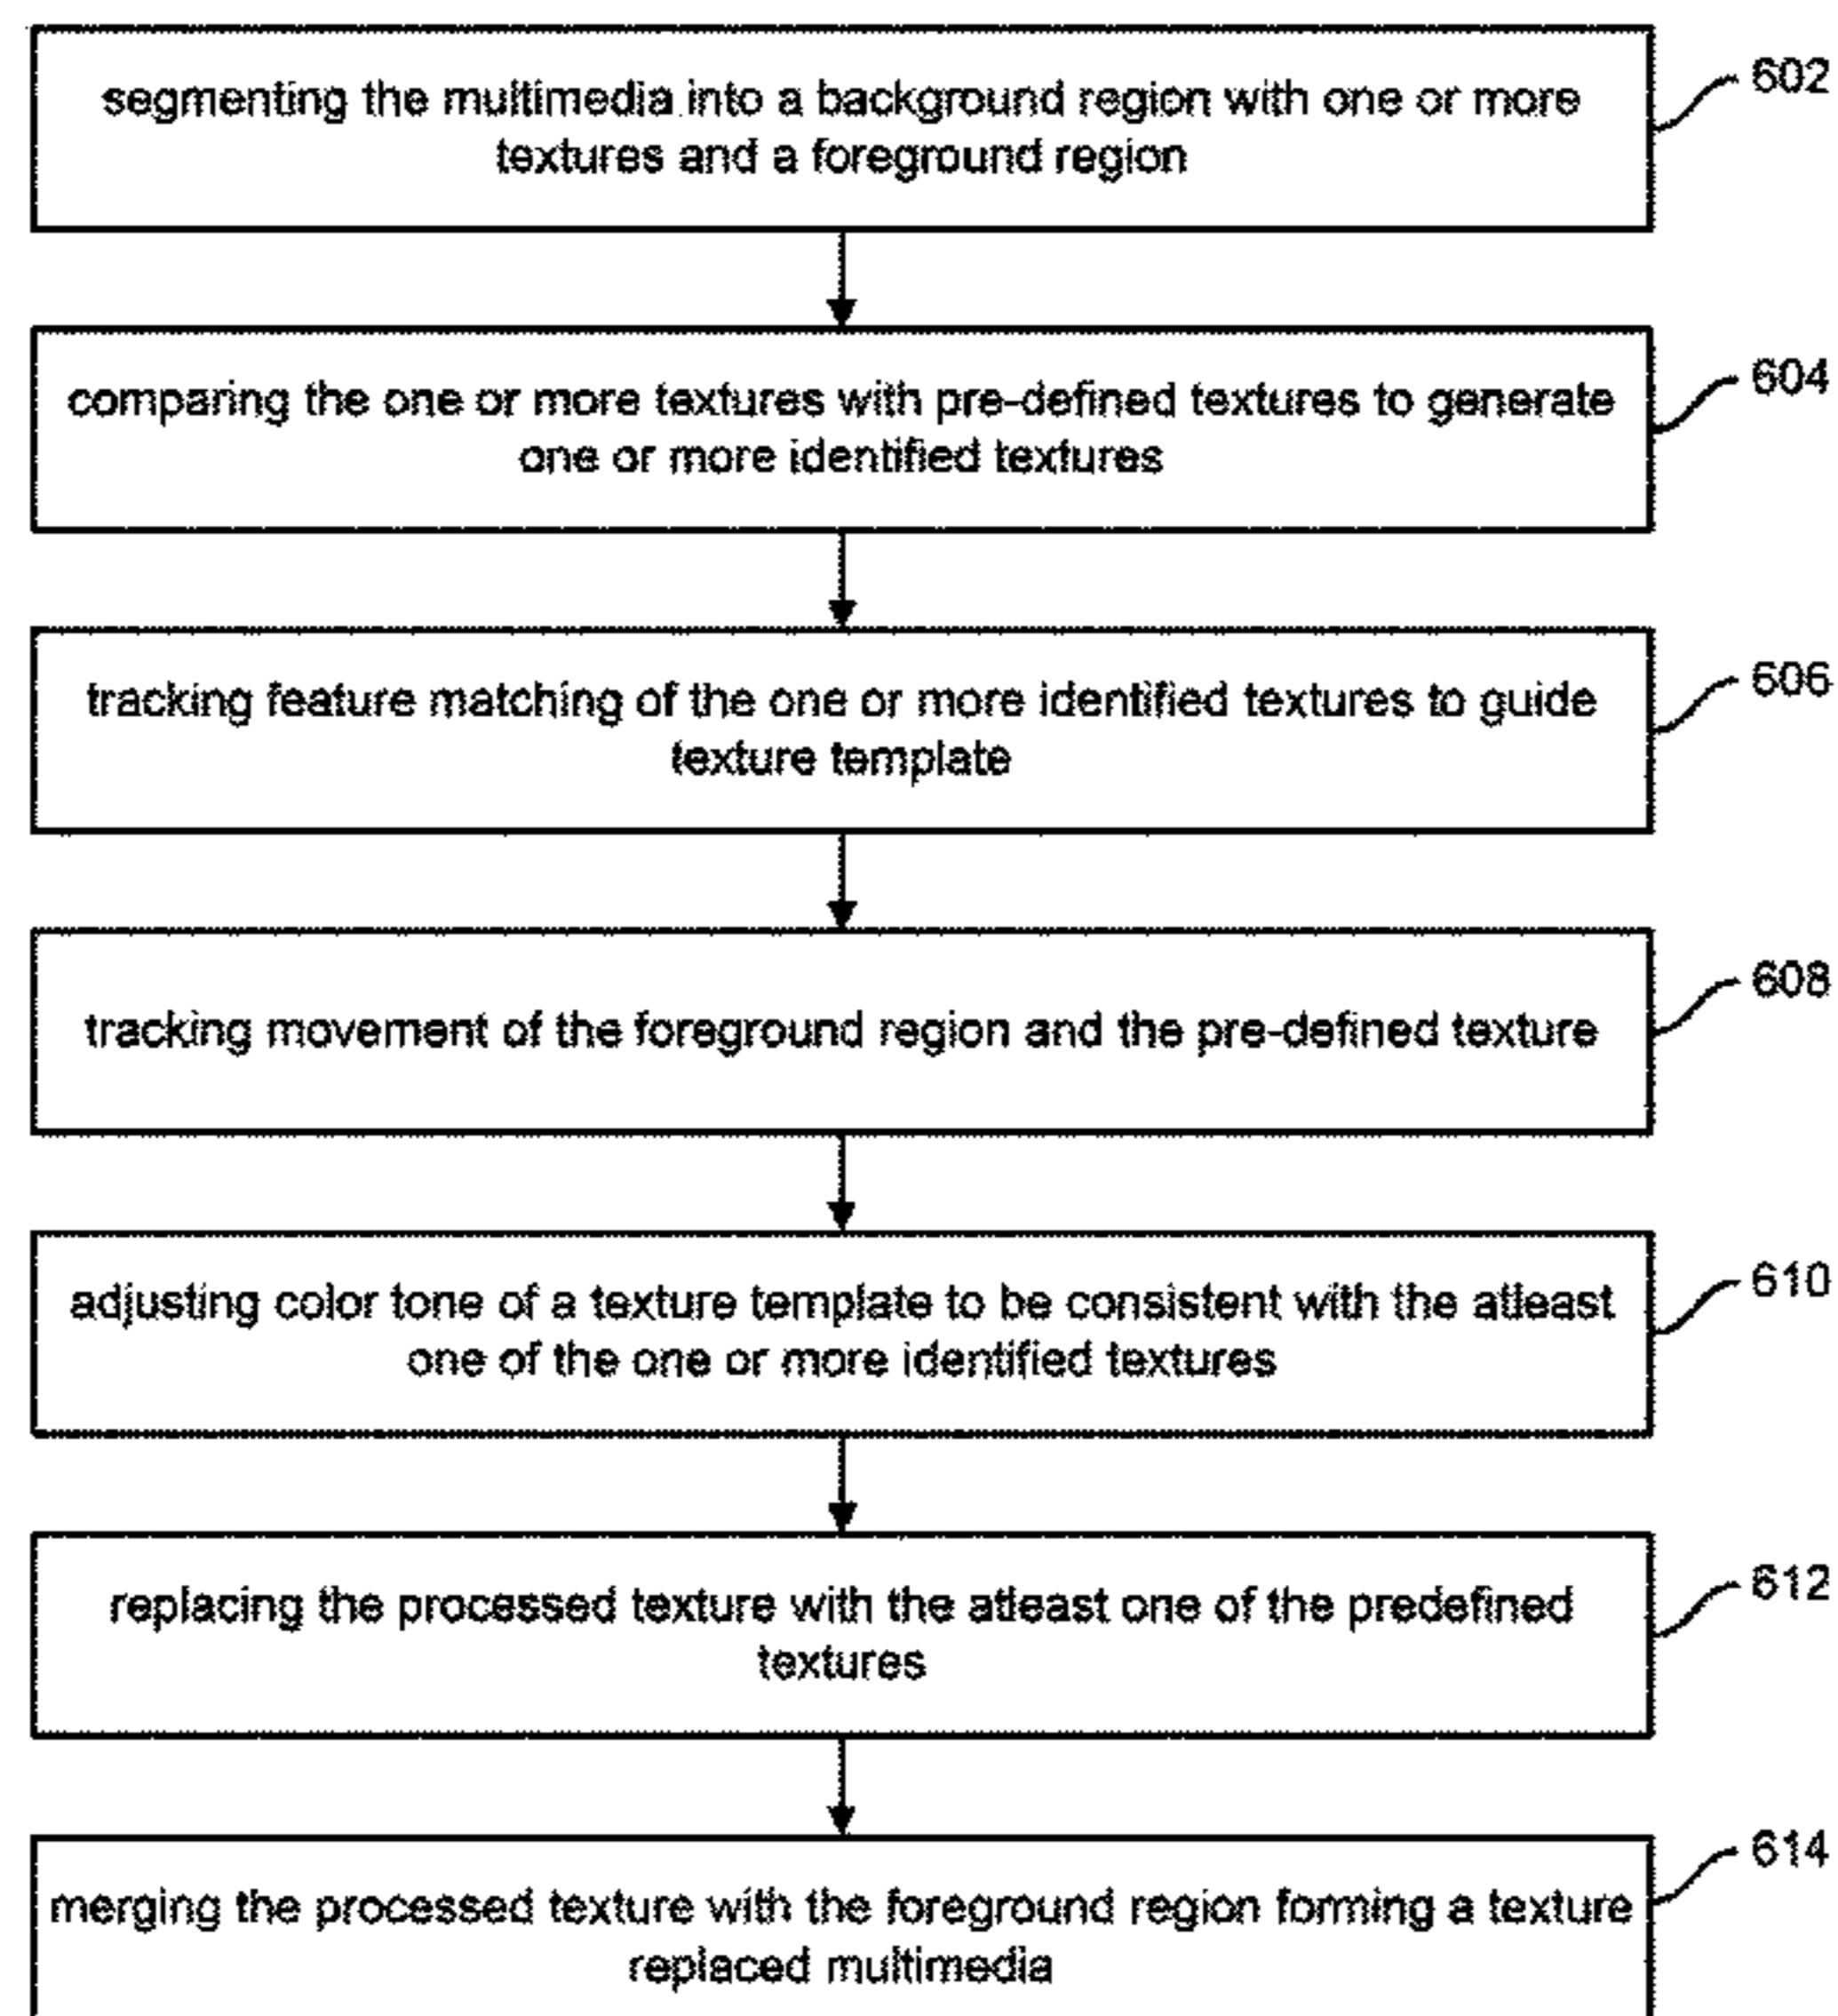 segmenting the multimedia into a background region with one or more
textures and a foreground region
602
comparing the one or more textures with pre-defined textures to generate
one or more identified textures
604
tracking feature matching of the one or more identified textures to guide
texture template
606
tracking movement of the foreground region and the pre-defined texture
608
adjusting color tone of a texture template to be consistent with the atleast
one of the one or more identified textures
610
replacing the processed texture with the atleast one of the predefined
textures
612
merging the processed texture with the foreground region forming a texture
replaced multimedia
614